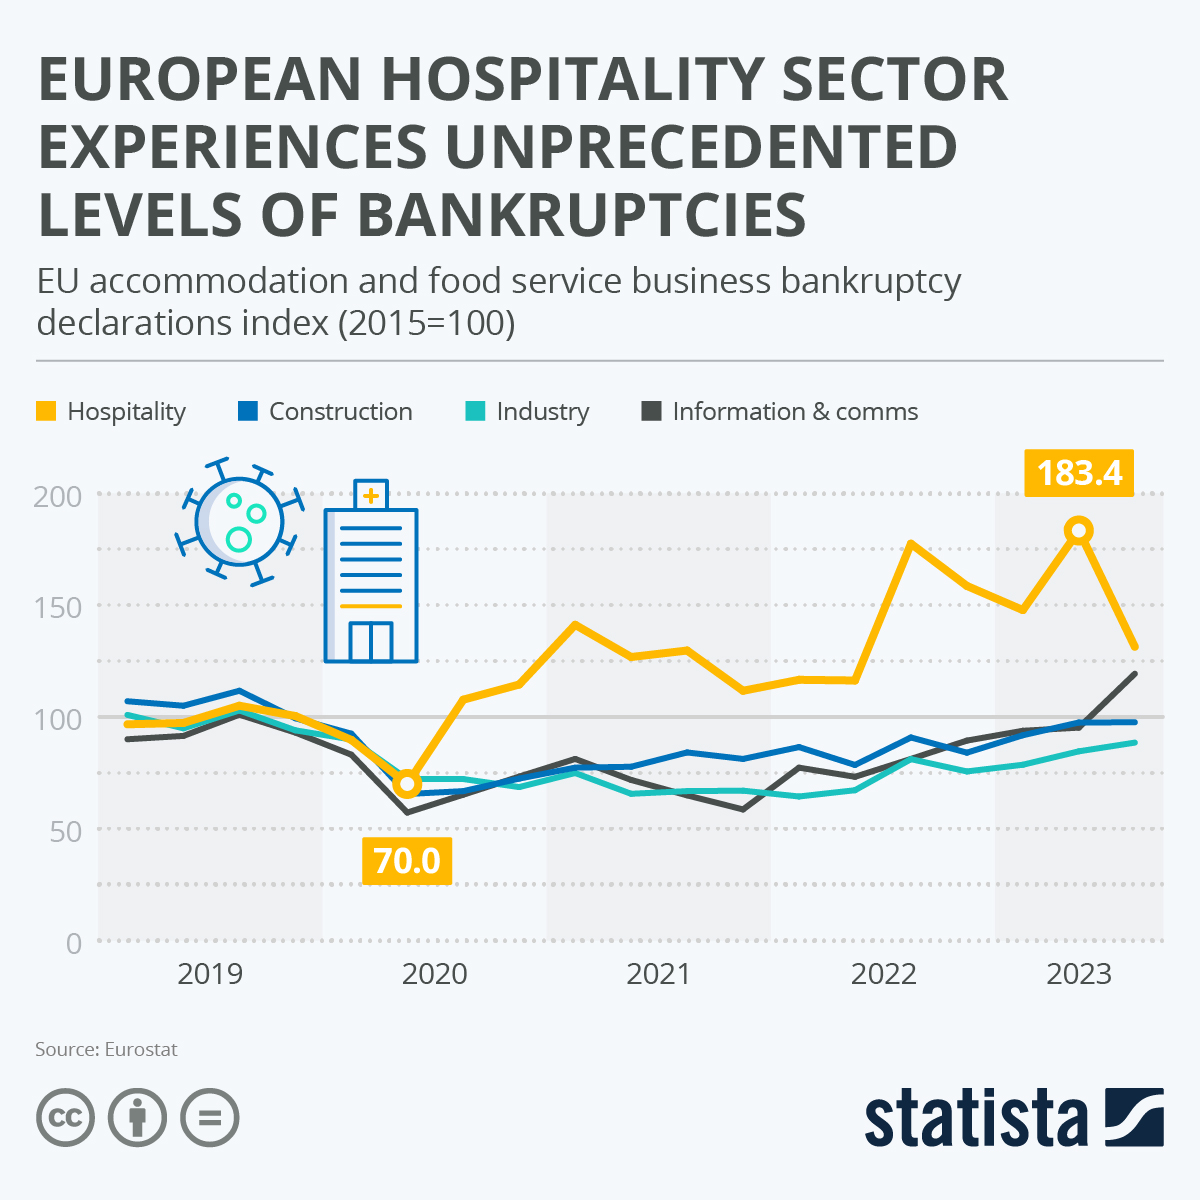 EUROPEAN HOSPITALITY SECTOR
EXPERIENCES UNPRECEDENTED
LEVELS OF BANKRUPTCIES
EU accommodation and food service business bankruptcy
declarations index (2015=100)
Hospitality
Construction
Industry
Information & comms
183.4
200
150
100
50
0
70.0
2019
2020
2021
2022
2023
Source: Eurostat
cc
statista